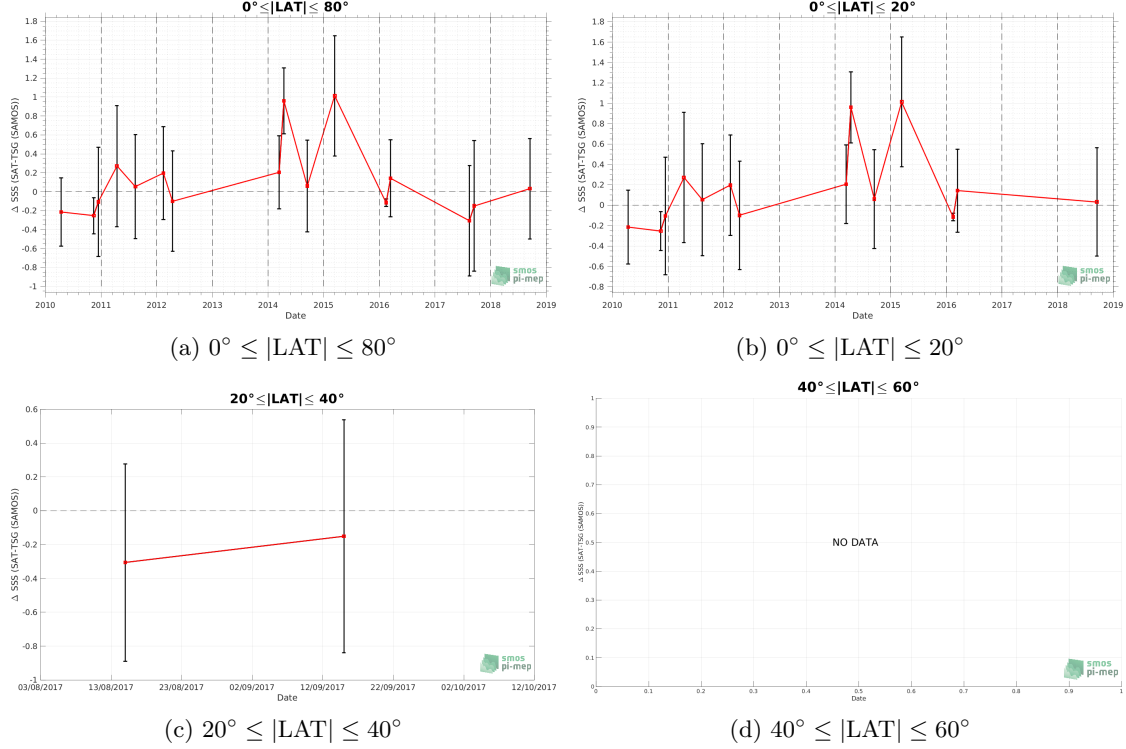 0°≤|LAT|≤ 80°
Δ SSS (SAT-TSG (SAMOS))
1.8
1.6
1.4
1.2
1
0.8
0.6
0.4
0.2
0
-0.2
-0.4
-0.6
-0.8
-1
2010 2011 2012 2013 2014 2015 2016 2017 2018 2019
Date
smos
pi-mep
(a) 0° ≤ |LAT| ≤ 80°
0°≤|LAT|≤ 20°
Δ SSS (SAT-TSG (SAMOS))
1.8
1.6
1.4
1.2
1
0.8
0.6
0.4
0.2
0
-0.2
-0.4
-0.6
-0.8
2010 2011 2012 2013 2014 2015 2016 2017 2018 2019
Date
smos
pi-mep
(b) 0° ≤ |LAT| ≤ 20°
20°≤|LAT|≤ 40°
Δ SSS (SAT-TSG (SAMOS))
0.6
0.4
0.2
0
-0.2
-0.4
-0.6
-0.8
-1
03/08/2017 13/08/2017 23/08/2017 02/09/2017 12/09/2017 22/09/2017 02/10/2017 12/10/2017
Date
smos
pi-mep
(c) 20° ≤ |LAT| ≤ 40°
40°≤|LAT|≤ 60°
Δ SSS (SAT-TSG (SAMOS))
1
0.9
0.8
0.7
0.6
0.5
0.4
0.3
0.2
0.1
0
NO DATA
0 0.1 0.2 0.3 0.4 0.5 0.6 0.7 0.8 0.9 1
Date
smos
pi-mep
(d) 40° ≤ |LAT| ≤ 60°